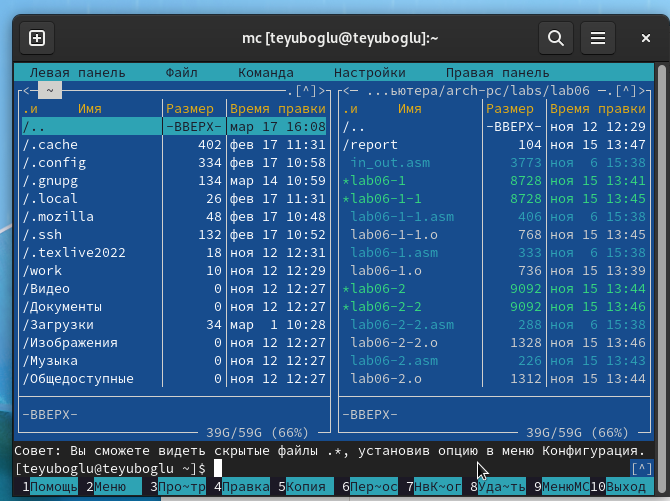 mc [teyuboglu@teyuboglu]:~
Левая панель Файл Команда Настройки Правая панель
<— ~ .[^]> <— ...ьютера/arch-pc/labs/lab06 —.[^]>
.и Имя Размер Время правки .и Имя Размер Время правки
/.. -ВВЕРХ- мар 17 16:08 /.. -ВВЕРХ- ноя 12 12:29
/.cache 402 фев 17 11:31 /report 104 ноя 15 13:47
/.config 334 фев 17 10:58 in_out.asm 3773 ноя 6 15:38
/.gnupg 134 мар 14 10:59 *lab06-1 8728 ноя 15 13:41
/.local 26 фев 17 11:31 *lab06-1-1 8728 ноя 15 13:45
/.mozilla 48 фев 17 10:48 lab06-1-1.asm 406 ноя 6 15:38
/.ssh 132 фев 17 10:52 lab06-1-1.o 768 ноя 15 13:45
/.texlive2022 18 ноя 12 12:31 lab06-1.asm 333 ноя 6 15:38
/work 10 ноя 12 12:29 lab06-1.o 736 ноя 15 13:39
/Видео 0 ноя 12 12:27 *lab06-2 9092 ноя 15 13:44
/Документы 0 ноя 12 12:27 *lab06-2-2 9092 ноя 15 13:46
/Загрузки 34 мар 1 10:28 lab06-2-2.asm 288 ноя 6 15:38
/Изображения 0 ноя 12 12:27 lab06-2-2.o 1328 ноя 15 13:46
/Музыка 0 ноя 12 12:27 lab06-2.asm 226 ноя 15 13:43
/Общедоступные 0 ноя 12 12:27 lab06-2.o 1312 ноя 15 13:44
-ВВЕРХ- -ВВЕРХ-
39G/59G (66%) 39G/59G (66%)
Совет: Вы сможете видеть скрытые файлы .*, установив опцию в меню Конфигурация.
[teyuboglu@teyuboglu ~]$ [^]
1Помощь 2Меню 3Про~тр 4Правка 5Копия 6Пер~ос 7НвК~ог 8Уда~ть 9МенюMC 10Выход